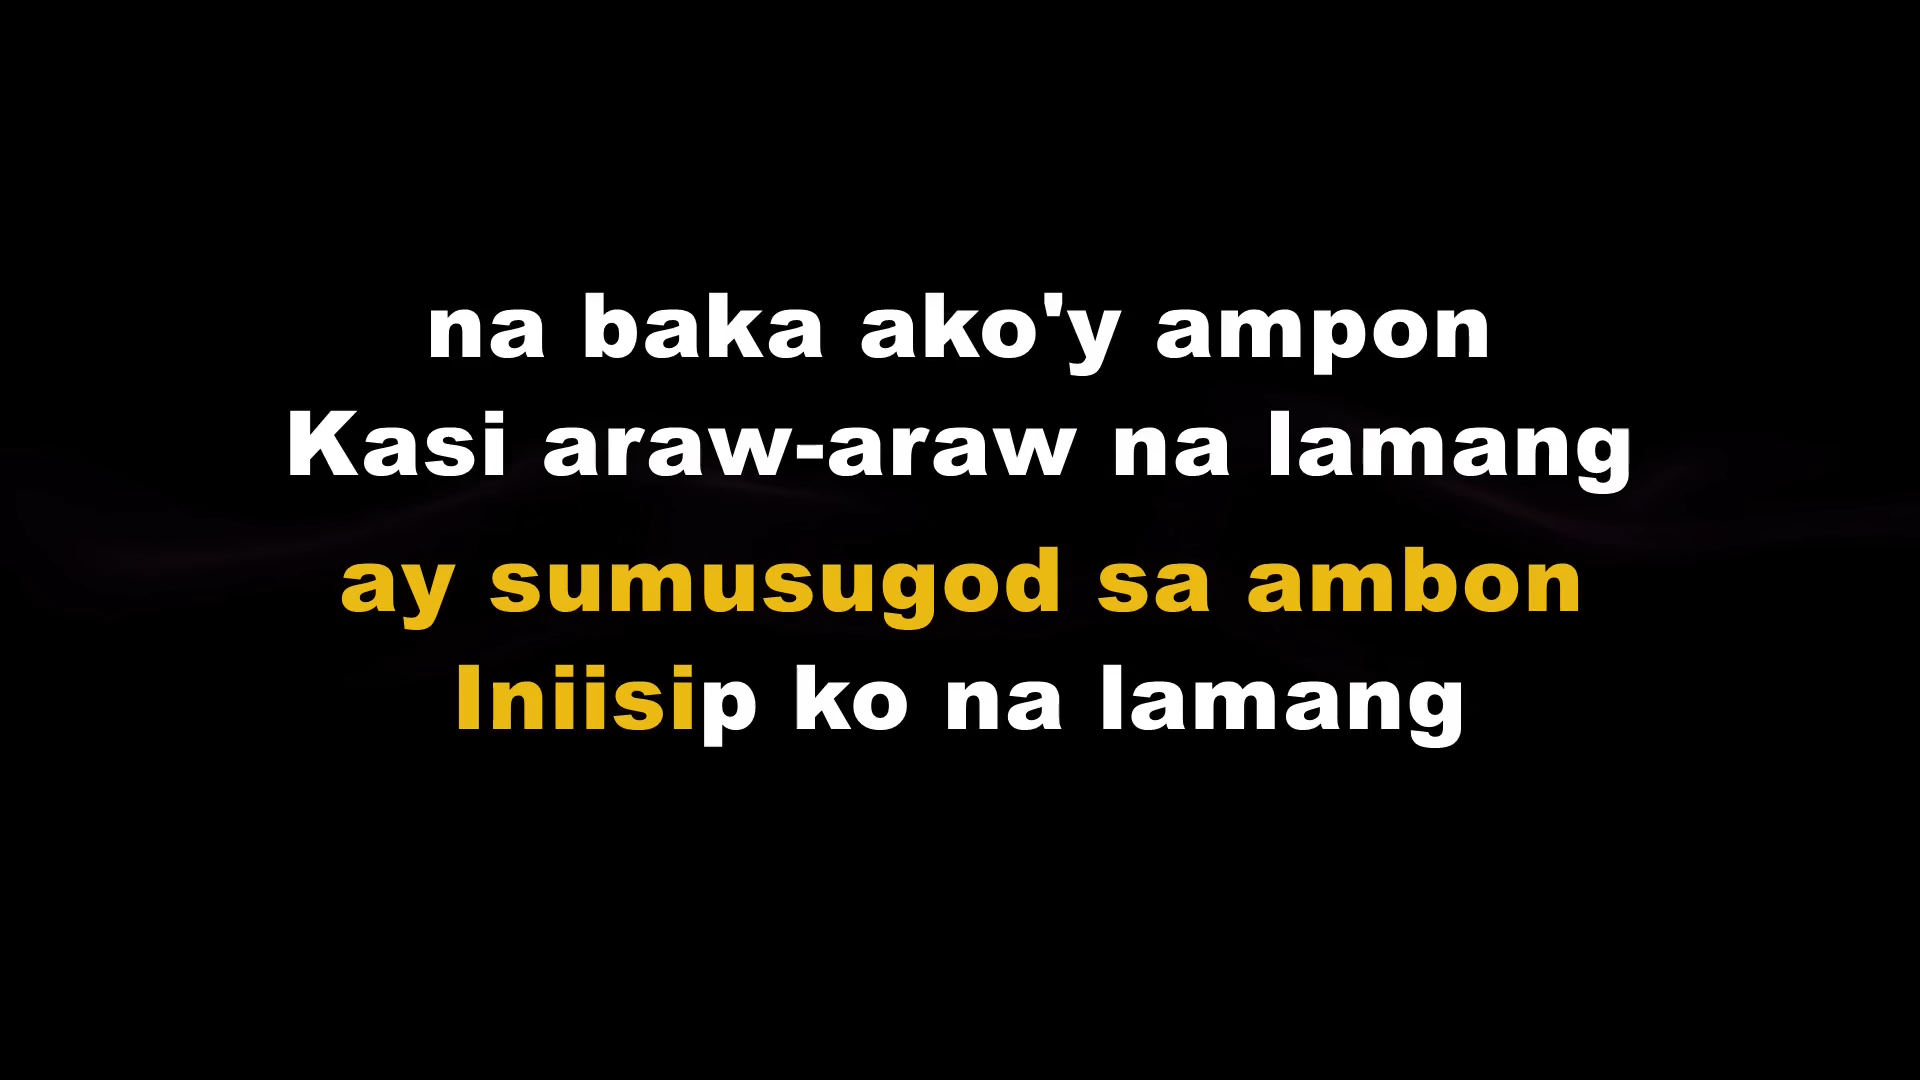 na baka ako'y ampon
Kasi araw-araw na lamang
ay sumusugod sa ambon
Iniisip ko na lamang